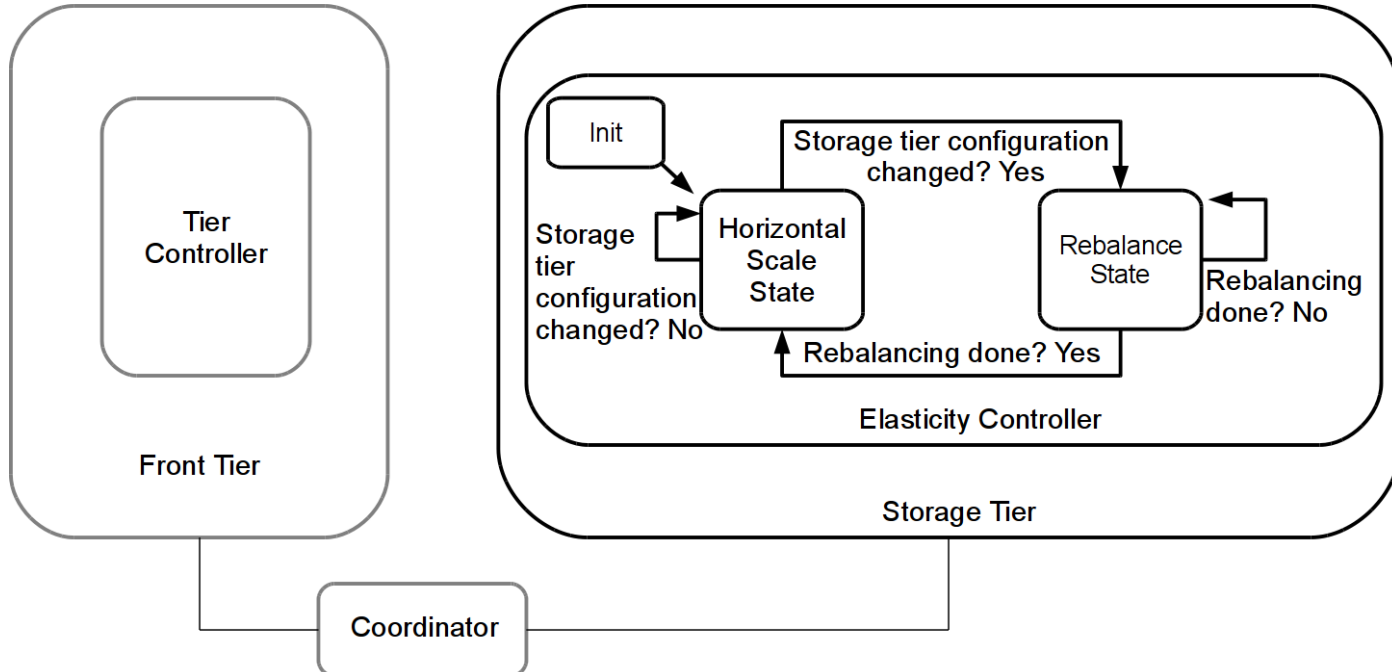 Tier
Controller
Front Tier
Init
Storage tier configuration
changed? Yes
Storage
tier
configuration
changed? No
Horizontal
Scale
State
Rebalance
State
Rebalancing
done? No
Rebalancing done? Yes
Elasticity Controller
Storage Tier
Coordinator